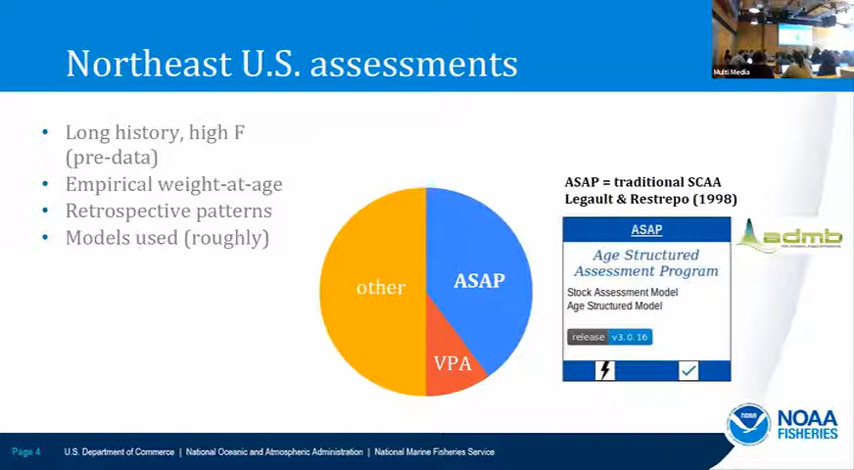 Northeast U.S. assessments
Multi Media
• Long history, high F
(pre-data)
• Empirical weight-at-age
• Retrospective patterns
• Models used (roughly)
other
ASAP
VPA
ASAP = traditional SCAA
Legault & Restrepo (1998)
ASAP
Age Structured
Assessment Program
Stock Assessment Model
Age Structured Model
release v3.0.16
admb
NOAA
NOAA
FISHERIES
Page 4
U.S. Department of Commerce | National Oceanic and Atmospheric Administration | National Marine Fisheries Service